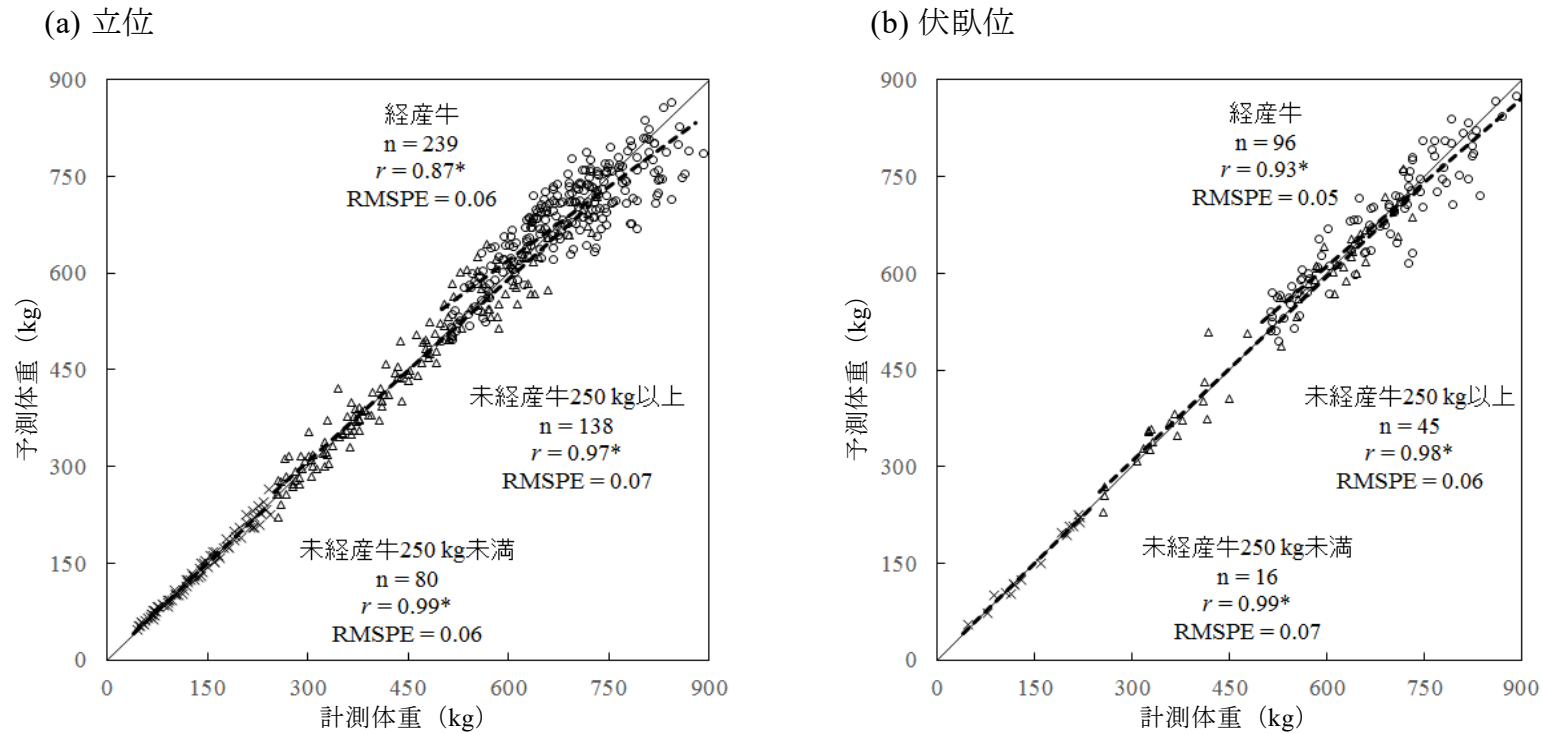 (a) 立位
900
750
600
450
300
150
0
0 150 300 450 600 750 900
予測体重（kg）
計測体重（kg）
経産牛
n = 239
r = 0.87*
RMSPE = 0.06
未経産牛250 kg以上
n = 138
r = 0.97*
RMSPE = 0.07
未経産牛250 kg未満
n = 80
r = 0.99*
RMSPE = 0.06
(b) 伏臥位
900
750
600
450
300
150
0
0 150 300 450 600 750 900
予測体重（kg）
計測体重（kg）
経産牛
n = 96
r = 0.93*
RMSPE = 0.05
未経産牛250 kg以上
n = 45
r = 0.98*
RMSPE = 0.06
未経産牛250 kg未満
n = 16
r = 0.99*
RMSPE = 0.07